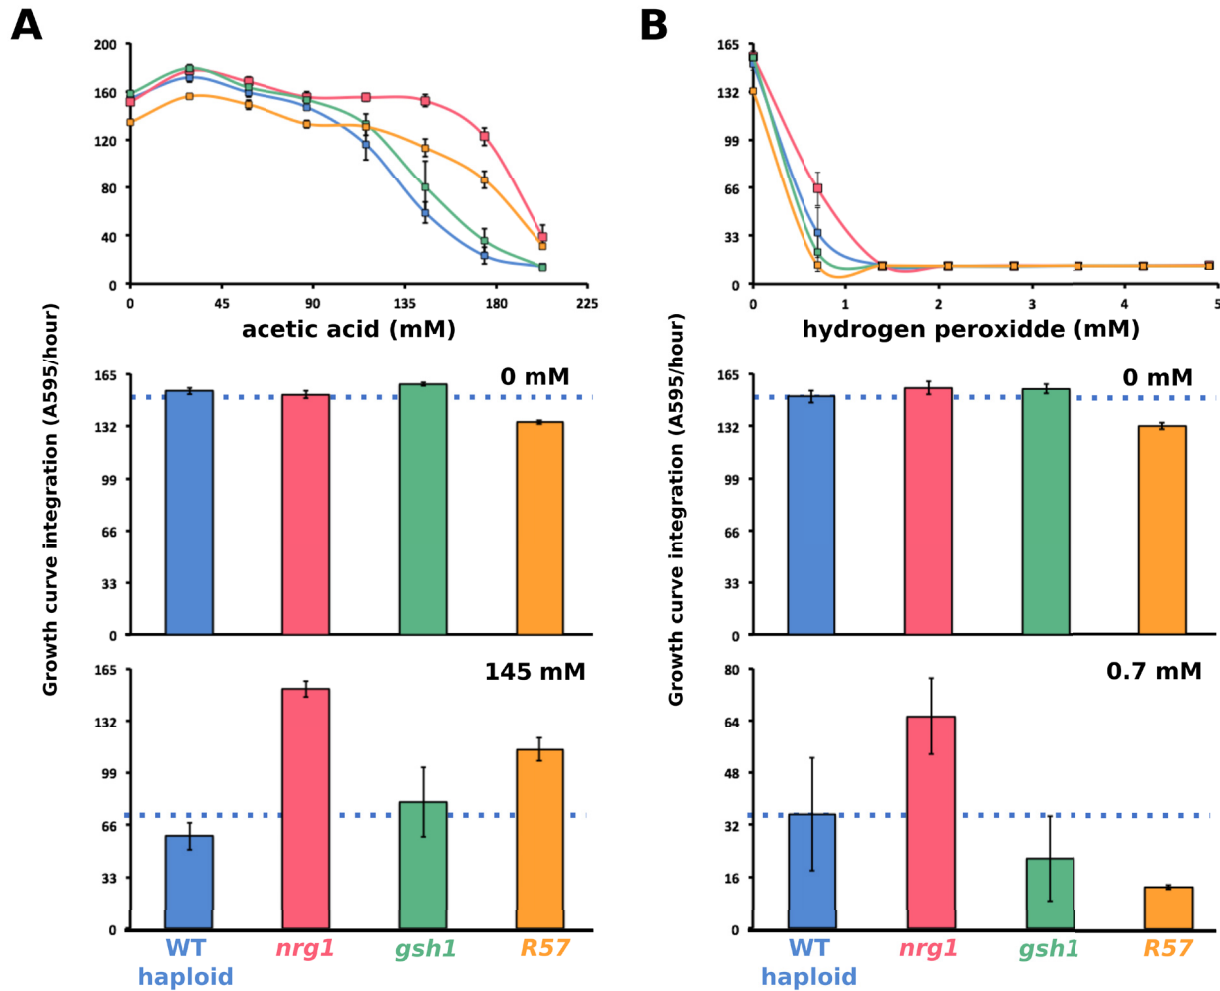 A
B
200
160
120
80
40
0
0
45
90
135
180
225
acetic acid (mM)
165
132
99
66
33
0
0
1
2
3
4
5
hydrogen peroxidde (mM)
Growth curve integration (A595/hour)
Growth curve integration (A595/hour)
165
132
99
66
33
0
0 mM
165
132
99
66
33
0
0 mM
165
132
99
66
33
0
145 mM
80
64
48
32
16
0
0.7 mM
WT
haploid
nrg1
gsh1
R57
WT
haploid
nrg1
gsh1
R57